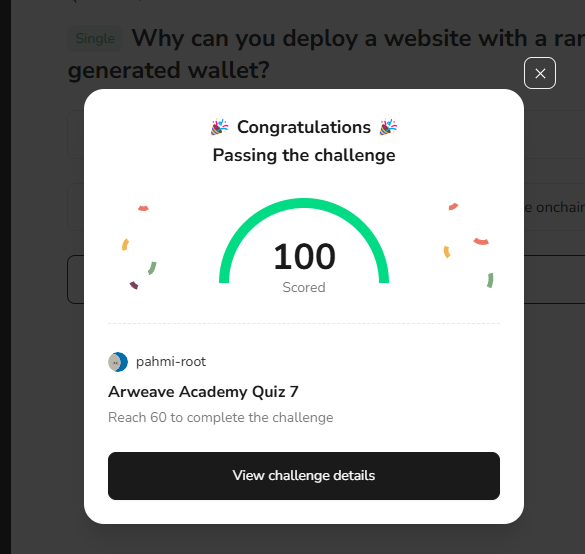 Single Why can you deploy a website with a ran
generated wallet?
Congratulations
Passing the challenge
e onchain
100
Scored
pahmi-root
Arweave Academy Quiz 7
Reach 60 to complete the challenge
View challenge details